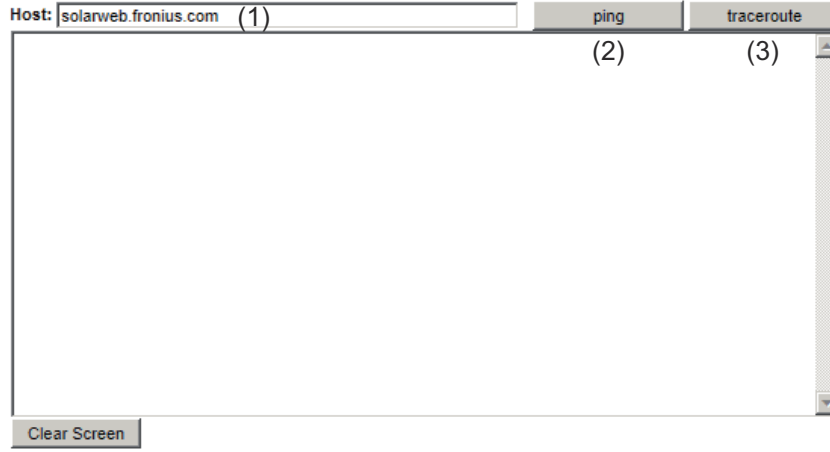 Host: solarweb.fronius.com (1) ping traceroute
(2) (3)
Clear Screen